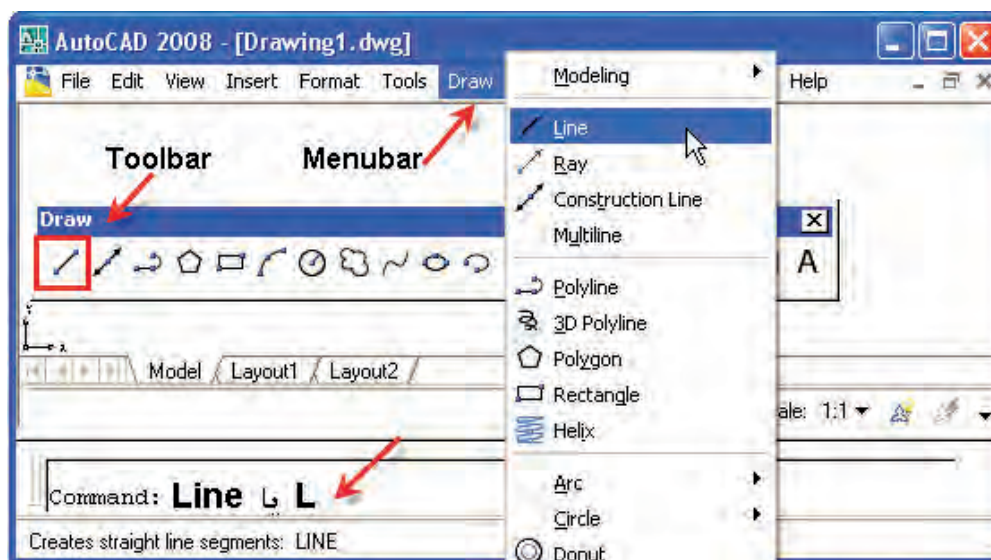 AutoCAD 2008 - [Drawing1.dwg]
File Edit View Insert Format Tools Draw Help
Toolbar Menubar
Draw
A
Y
X
Model Layout1 Layout2
ale: 1:1
Command: Line یا L
Creates straight line segments: LINE
Modeling
Line
Ray
Construction Line
Multiline
Polyline
3D Polyline
Polygon
Rectangle
Helix
Arc
Circle
Donut